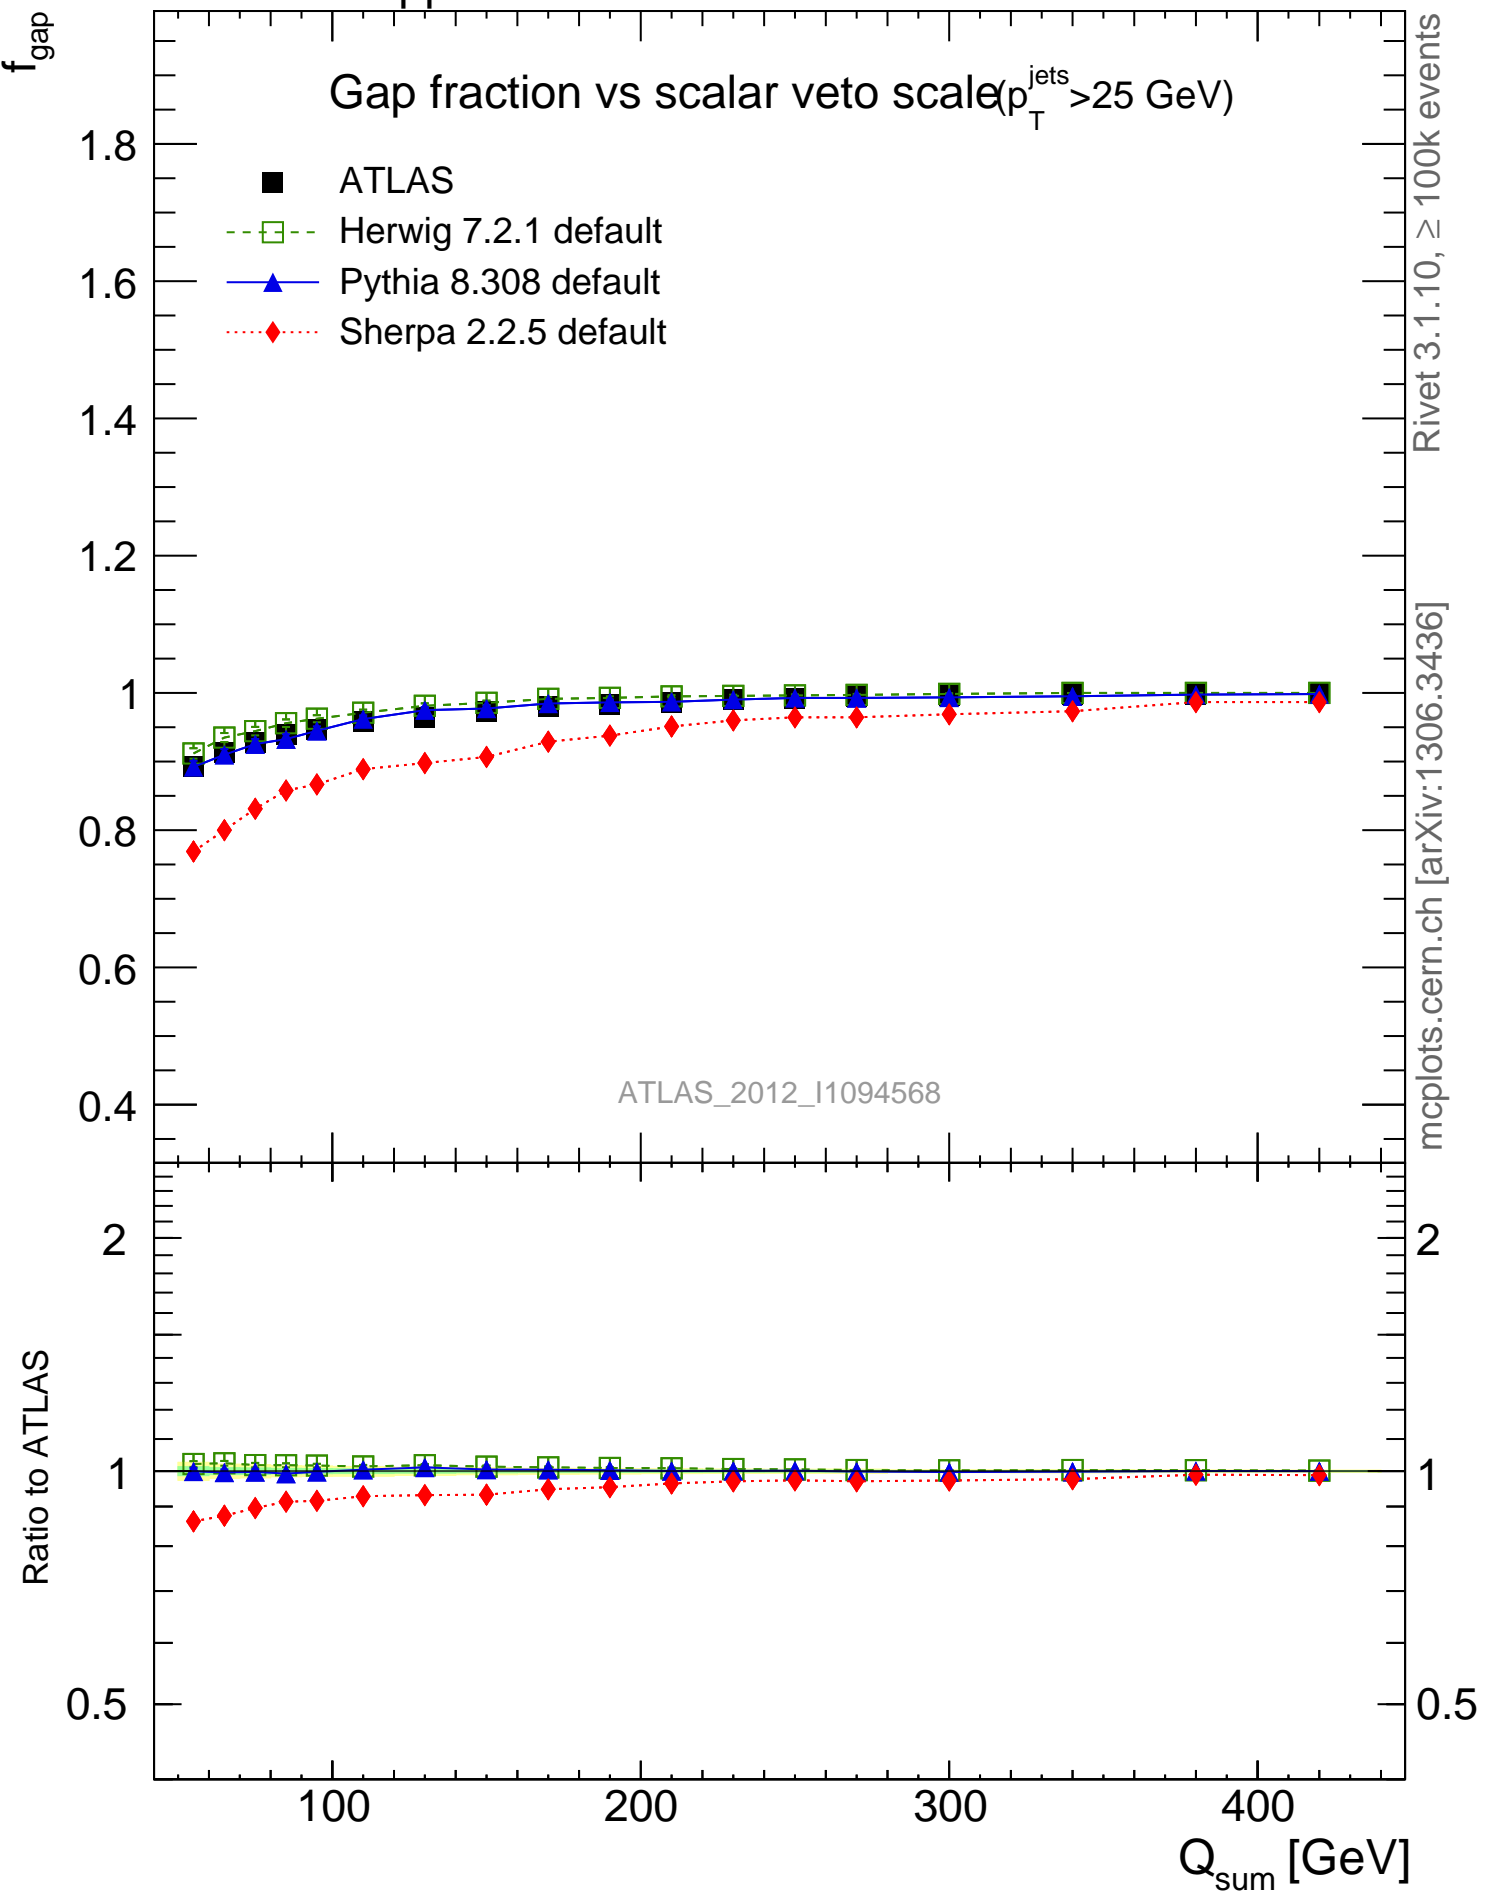 f_gap
Gap fraction vs scalar veto scale(p_T^jets>25 GeV)
ATLAS
Herwig 7.2.1 default
Pythia 8.308 default
Sherpa 2.2.5 default
1.8
1.6
1.4
1.2
1
0.8
0.6
0.4
ATLAS_2012_I1094568
Rivet 3.1.10, ≥ 100k events
mcplots.cern.ch [arXiv:1306.3436]
Ratio to ATLAS
2
1
0.5
2
1
0.5
100
200
300
400
Q_sum [GeV]